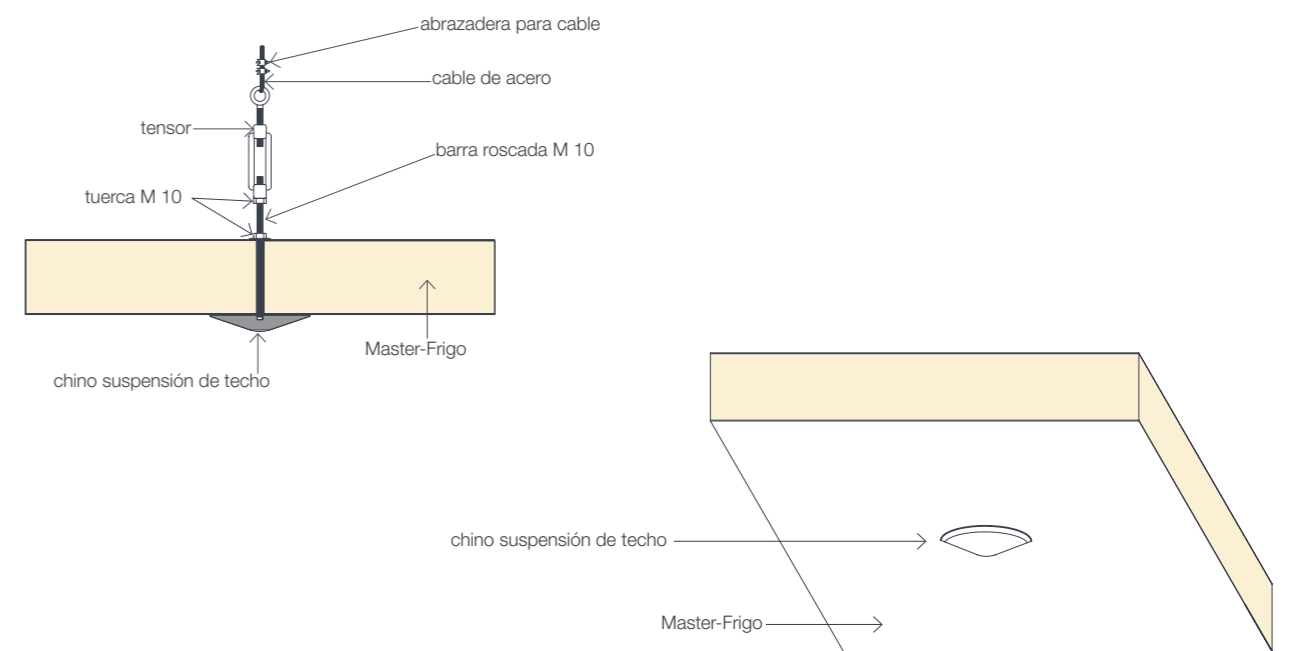 abrazadera para cable
cable de acero
tensor
barra roscada M 10
tuerca M 10
Master-Frigo
chino suspensión de techo
chino suspensión de techo
Master-Frigo